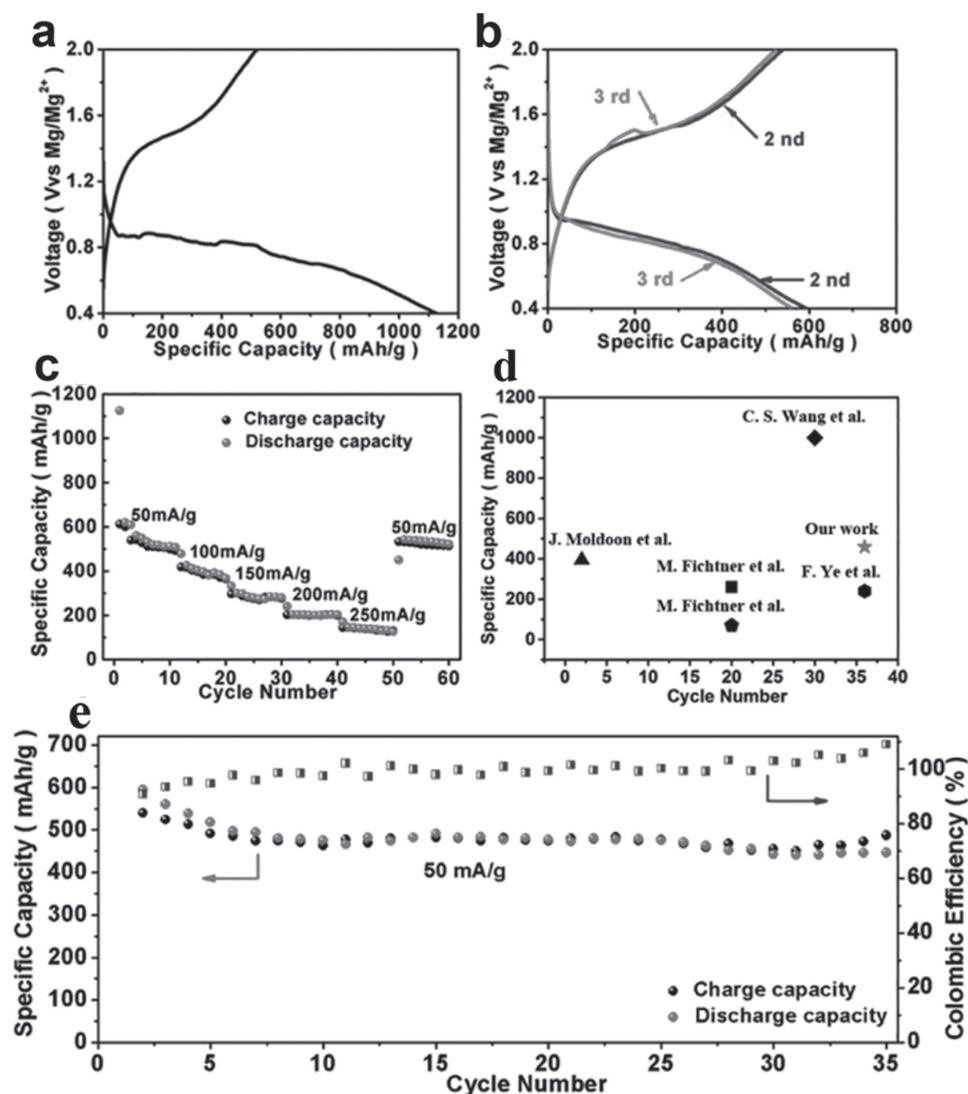 a
2.0
1.6
1.2
0.8
0.4
Voltage ( Vvs Mg/Mg2+
0 200 400 600 800 1000 1200
Specific Capacity ( mAh/g )
b
2.0
1.6
1.2
0.8
0.4
Voltage ( V vs Mg/Mg2+
3 rd
2 nd
3 rd
2 nd
0 200 400 600 800
Specific Capacity ( mAh/g )
c
1200
1000
800
600
400
200
0
Specific Capacity ( mAh/g)
Charge capacity
Discharge capacity
50mA/g
100mA/g
150mA/g
200mA/g
250mA/g
50mA/g
0 10 20 30 40 50 60
Cycle Number
d
1200
1000
800
600
400
200
0
Specific Capacity ( mAh/g)
C. S. Wang et al.
Our work
J. Moldoon et al.
M. Fichtner et al.
F. Ye et al.
M. Fichtner et al.
0 5 10 15 20 25 30 35 40
Cycle Number
e
700
600
500
400
300
200
100
0
Specific Capacity ( mAh/g)
50 mA/g
Charge capacity
Discharge capacity
100
80
60
40
20
0
Colombic Efficiency ( %)
0 5 10 15 20 25 30 35
Cycle Number